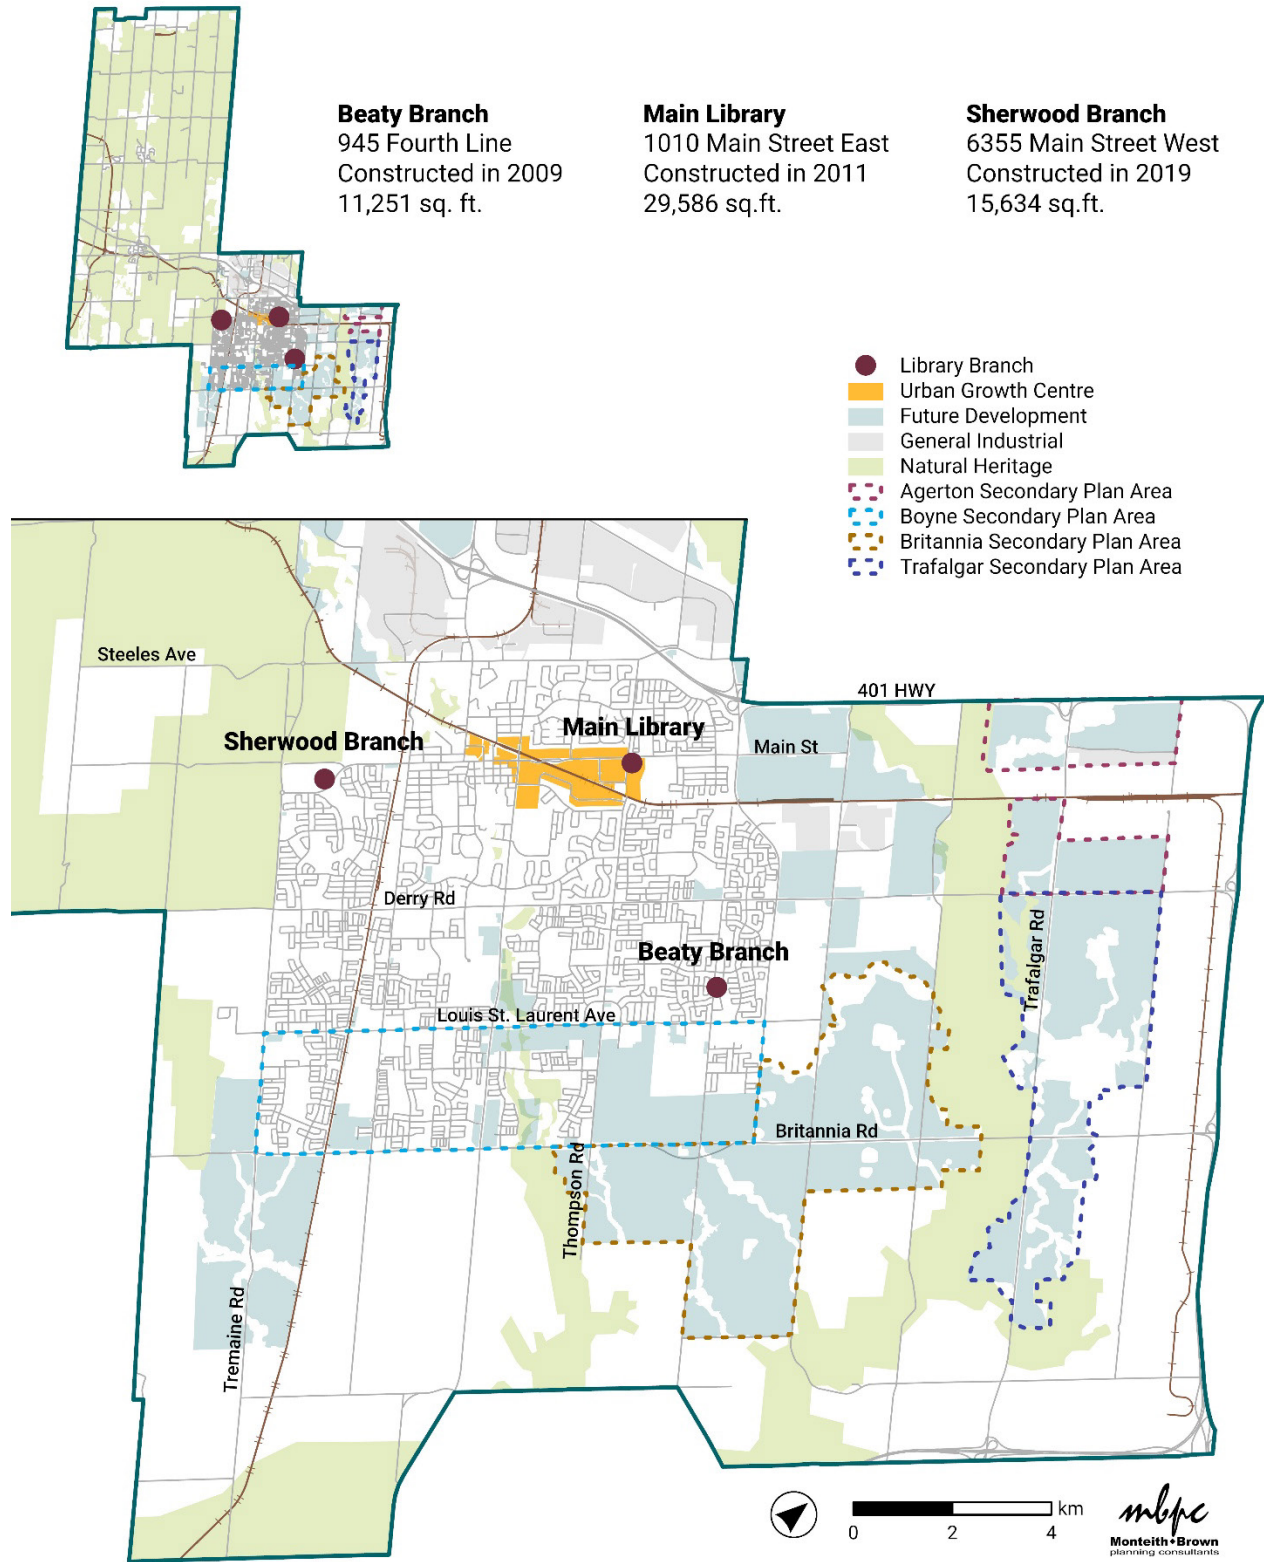 Beaty Branch
945 Fourth Line
Constructed in 2009
11,251 sq. ft.
Main Library
1010 Main Street East
Constructed in 2011
29,586 sq.ft.
Sherwood Branch
6355 Main Street West
Constructed in 2019
15,634 sq.ft.
Library Branch
Urban Growth Centre
Future Development
General Industrial
Natural Heritage
Agerton Secondary Plan Area
Boyne Secondary Plan Area
Britannia Secondary Plan Area
Trafalgar Secondary Plan Area
Steeles Ave
401 HWY
Sherwood Branch
Main Library
Main St
Derry Rd
Beaty Branch
Trafalgar Rd
Louis St. Laurent Ave
Britannia Rd
Thompson Rd
Tremaine Rd
km
0 2 4
mbpc
Monteith•Brown
planning consultants